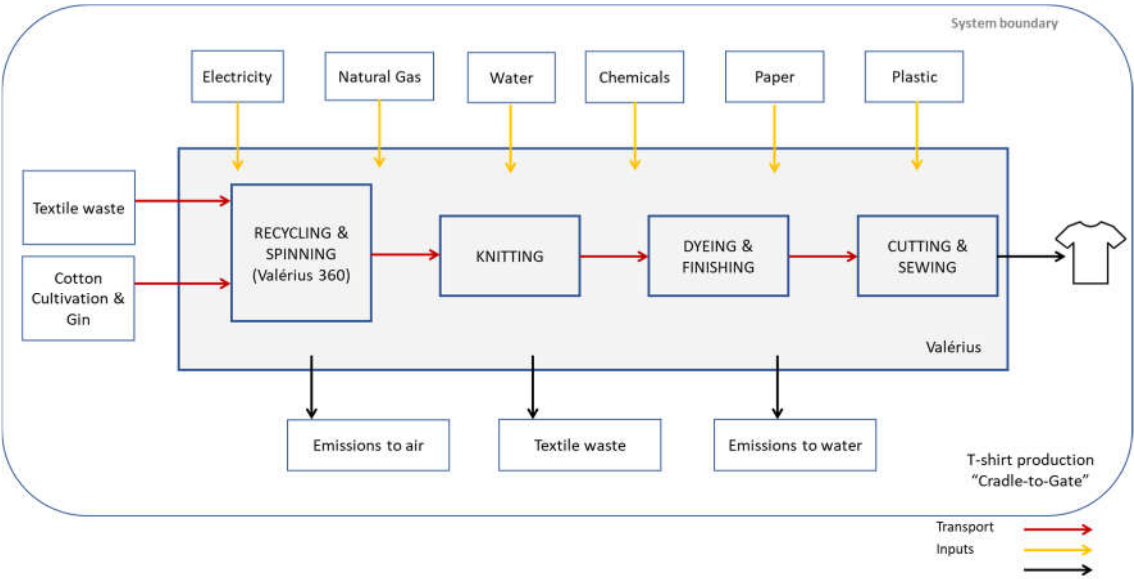 System boundary
Electricity
Natural Gas
Water
Chemicals
Paper
Plastic
Textile waste
Cotton
Cultivation &
Gin
RECYCLING &
SPINNING
(Valérius 360)
KNITTING
DYEING &
FINISHING
CUTTING &
SEWING
Valérius
Emissions to air
Textile waste
Emissions to water
T-shirt production
“Cradle-to-Gate”
Transport
Inputs